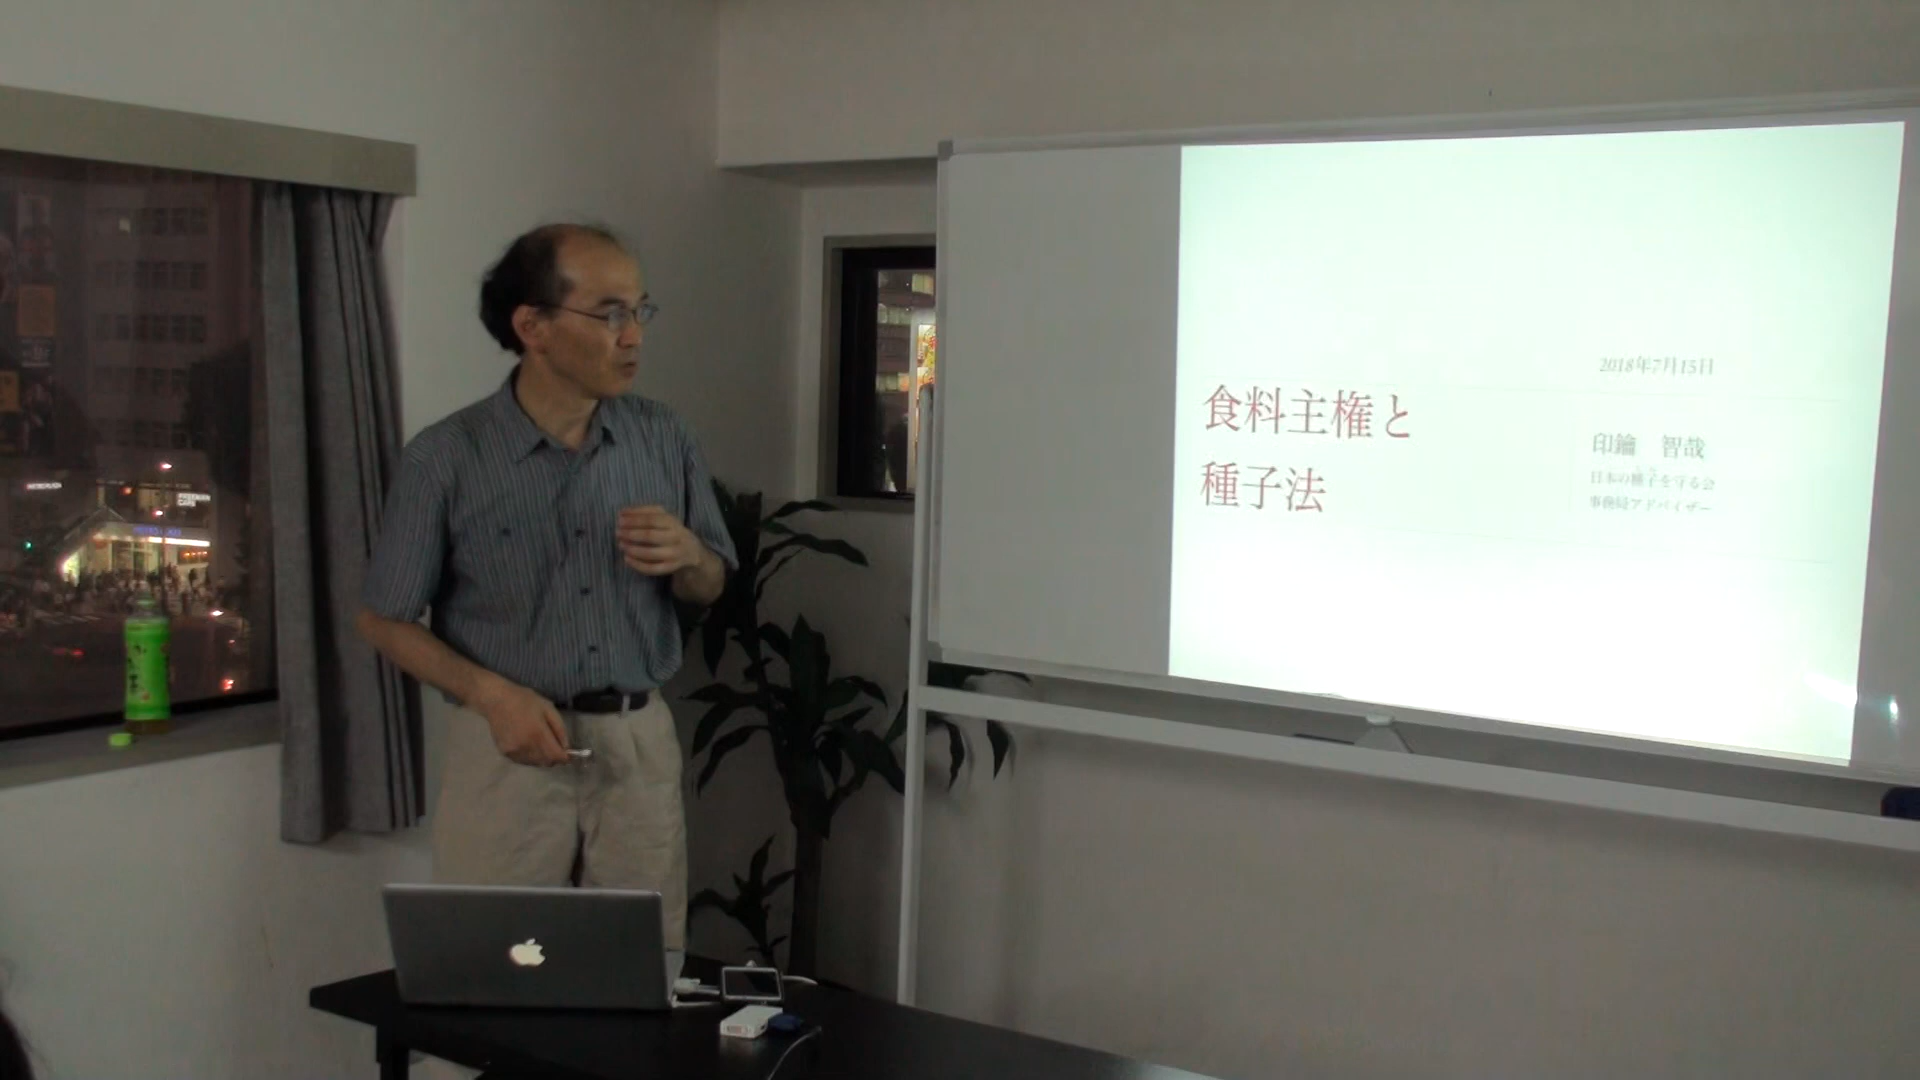 2018年7月15日
食料主権と
種子法
印鑰 智哉
日本の種子を守る会
事務局アドバイザー